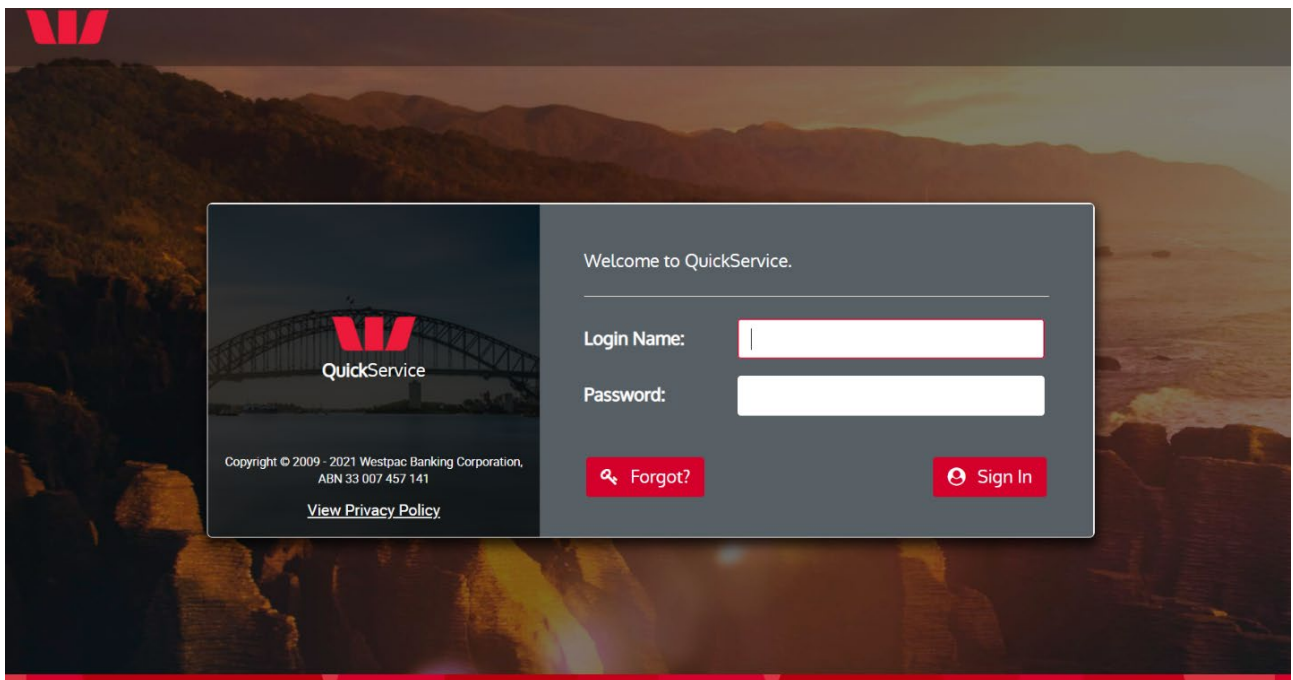 QuickService
Copyright © 2009 - 2021 Westpac Banking Corporation,
ABN 33 007 457 141
View Privacy Policy
Welcome to QuickService.
Login Name:
Password:
Forgot?
Sign In